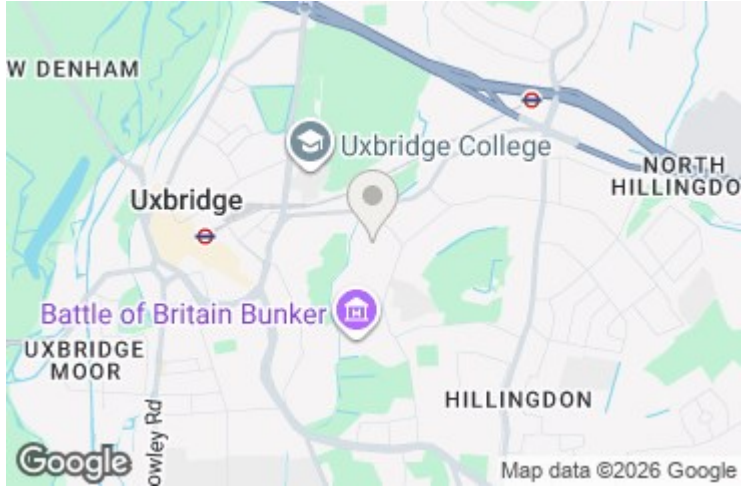 W DENHAM
Uxbridge College
NORTH
HILLINGDO
Uxbridge
Battle of Britain Bunker
UXBRIDGE
MOOR
HILLINGDON
owley Rd
Google
Map data ©2026 Google